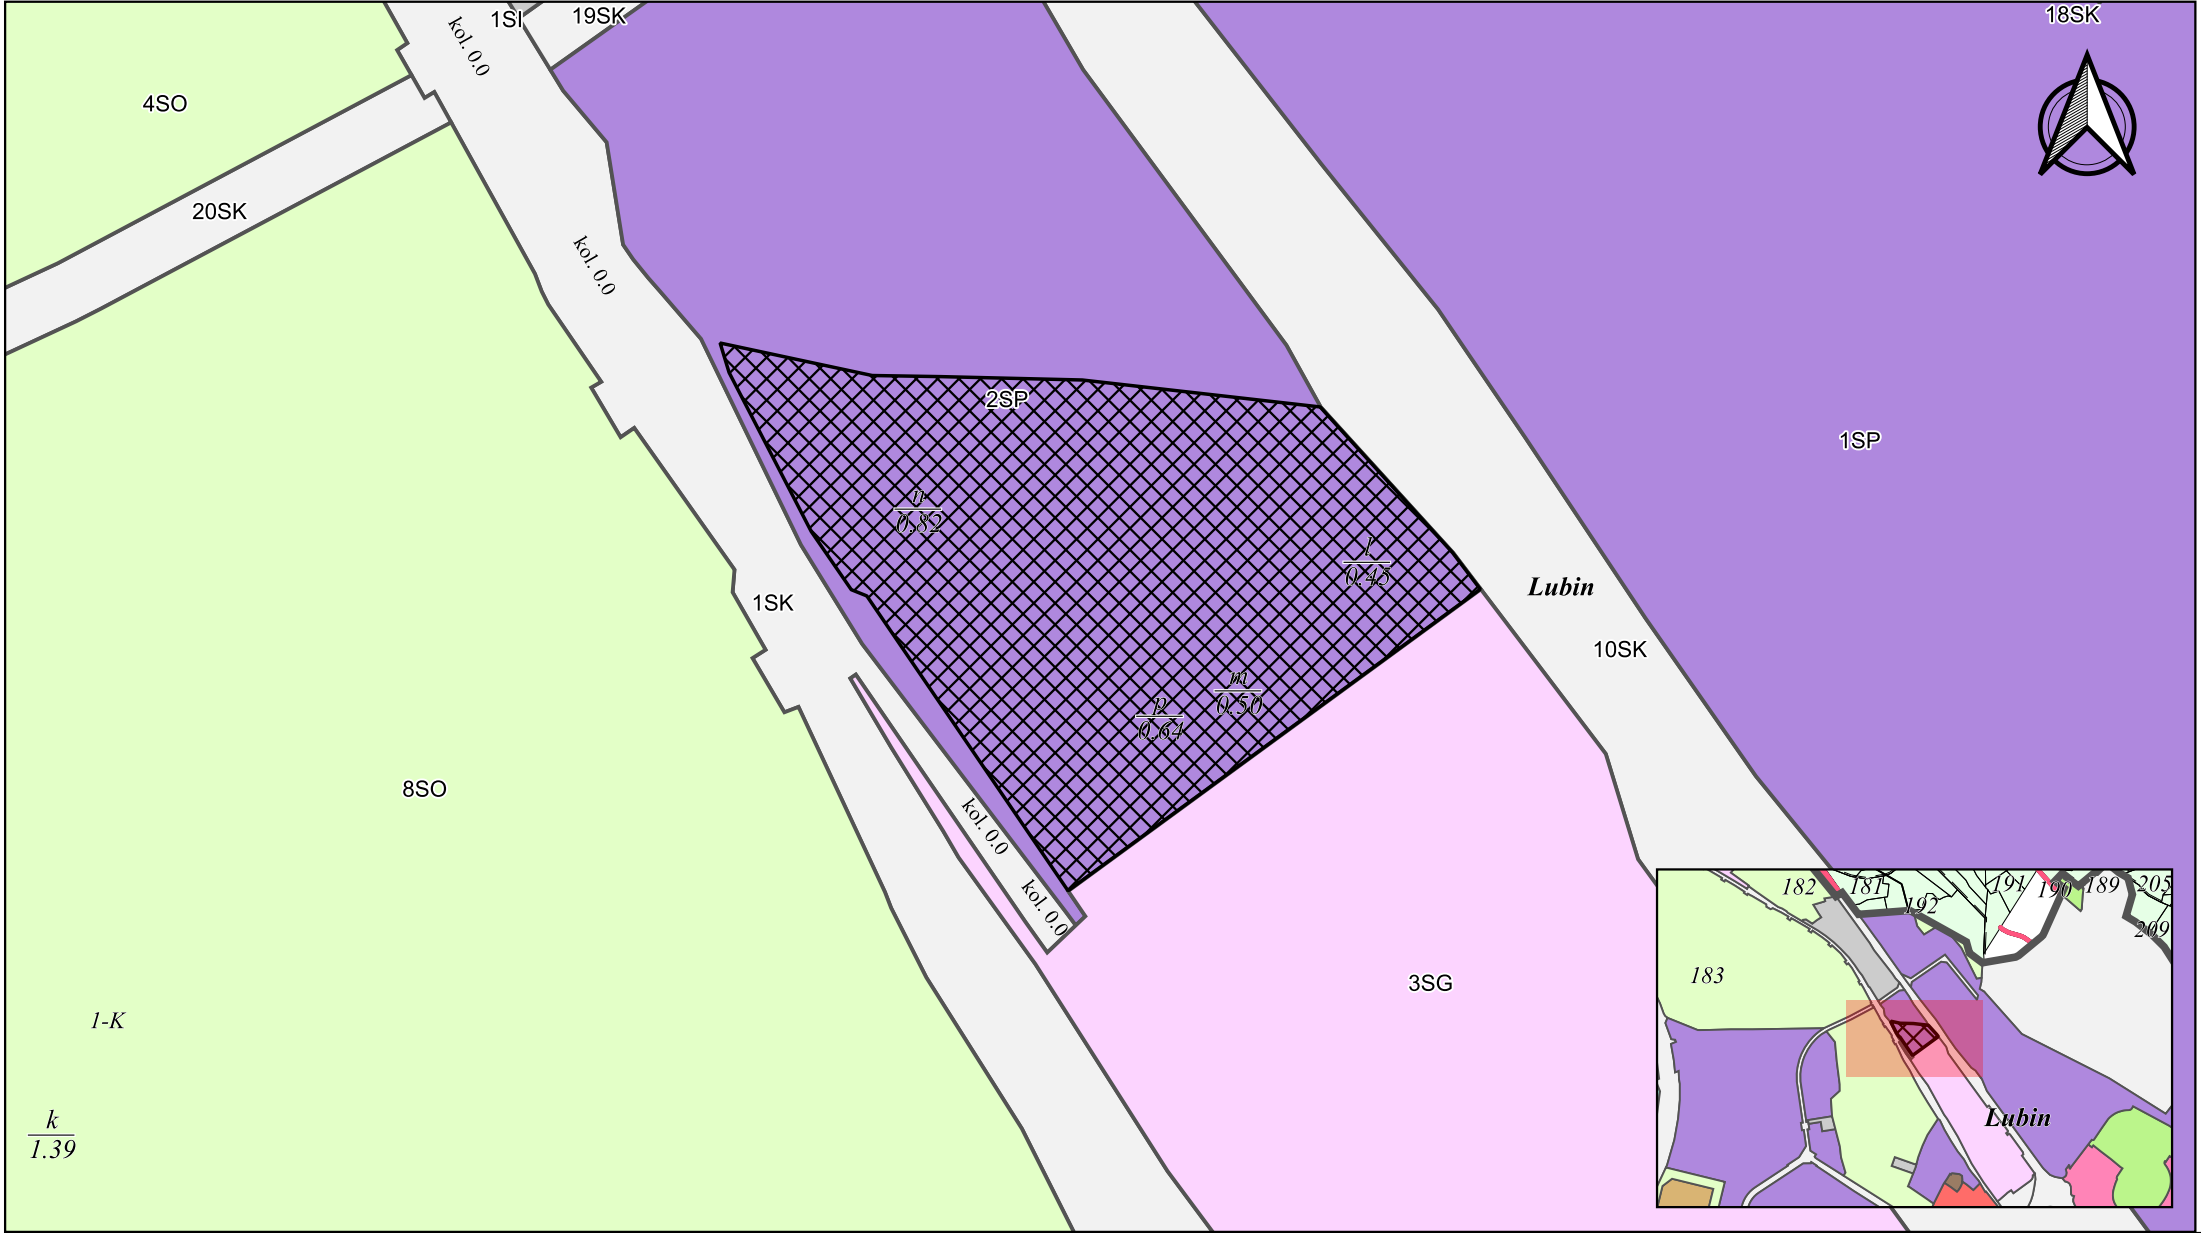 1SI
19SK
18SK
kol. 0.0
4SO
20SK
kol. 0.0
2SP
1SP
n
0.82
l
0.45
Lubin
1SK
10SK
m
0.50
p
0.64
8SO
kol. 0.0
kol. 0.0
3SG
1-K
k
1.39
182
181
191
190
189
205
192
209
183
Lubin